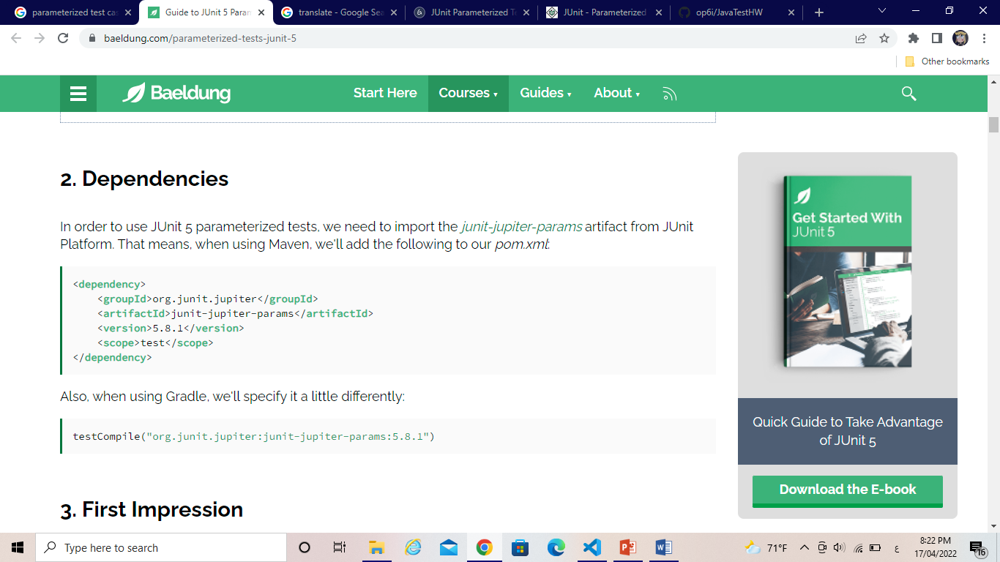 parameterized test cas
Guide to JUnit 5 Param
translate - Google Sea
JUnit Parameterized Te
JUnit - Parameterized
op6i/JavaTestHW
baeldung.com/parameterized-tests-junit-5
Other bookmarks
Baeldung
Start Here
Courses ▾
Guides ▾
About ▾
2. Dependencies
In order to use JUnit 5 parameterized tests, we need to import the junit-jupiter-params artifact from JUnit
Platform. That means, when using Maven, we'll add the following to our pom.xml:
<dependency>
    <groupId>org.junit.jupiter</groupId>
    <artifactId>junit-jupiter-params</artifactId>
    <version>5.8.1</version>
    <scope>test</scope>
</dependency>
Also, when using Gradle, we'll specify it a little differently:
testCompile("org.junit.jupiter:junit-jupiter-params:5.8.1")
3. First Impression
Get Started With
JUnit 5
Quick Guide to Take Advantage
of JUnit 5
Download the E-book
Type here to search
71°F
ع
8:22 PM
17/04/2022
16